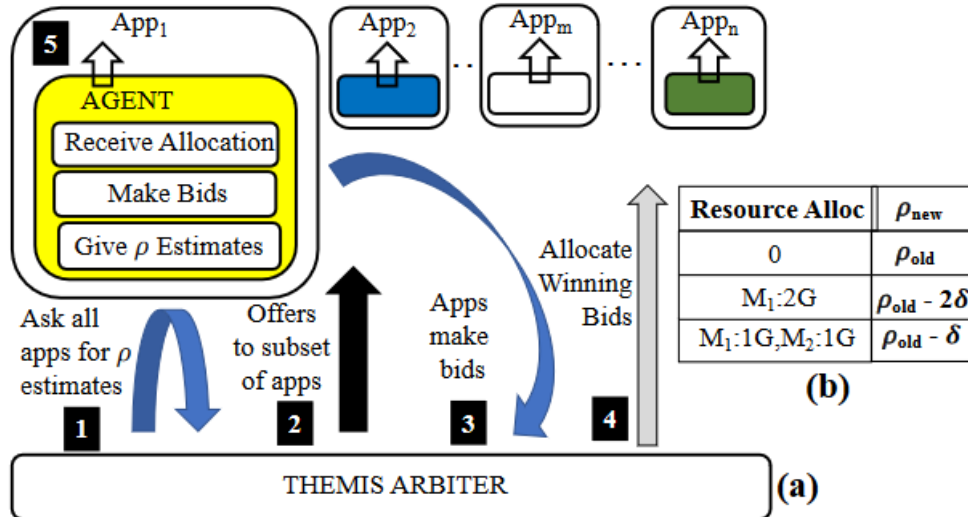 5
App1
App2
..
Appm
...
Appn
AGENT
Receive Allocation
Make Bids
Give ρ Estimates
Ask all
apps for ρ
estimates
1
Offers
to subset
of apps
2
Apps
make
bids
3
Allocate
Winning
Bids
4
Resource Alloc ρnew
0 ρold
M1:2G ρold - 2δ
M1:1G,M2:1G ρold - δ
(b)
THEMIS ARBITER
(a)